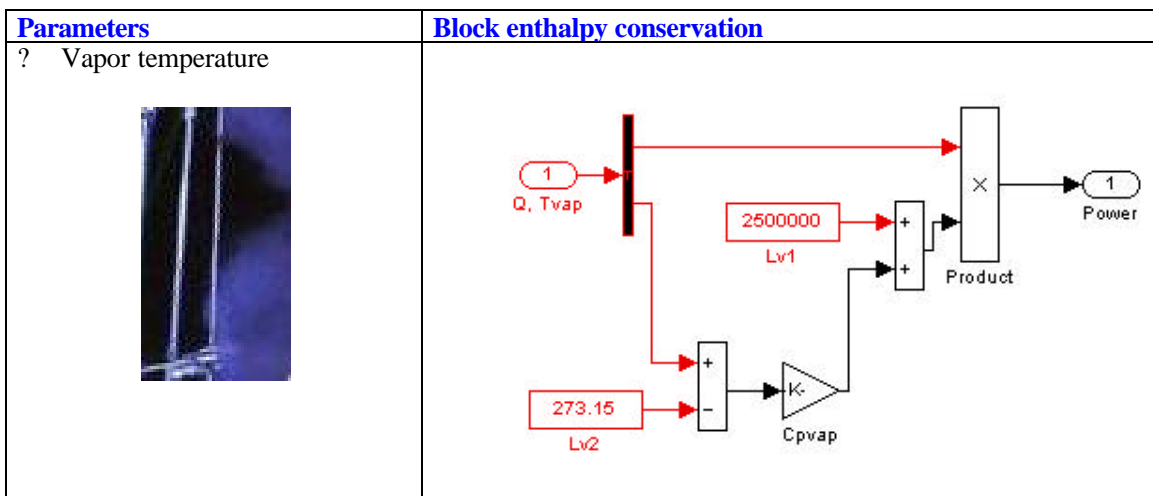 Parameters
Block enthalpy conservation
? Vapor temperature
1
Q, Tvap
2500000
Lv1
+
+
×
Product
1
Power
+
−
273.15
Lv2
K-
Cpvap